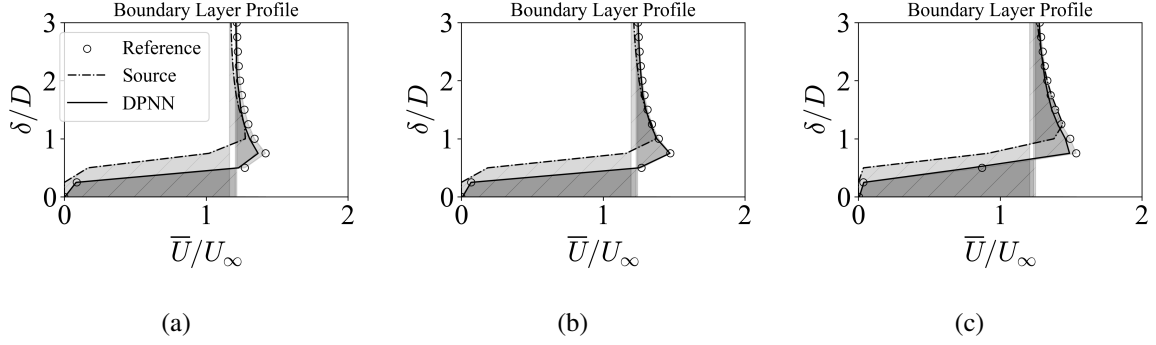 Boundary Layer Profile
3
2
1
0
δ/D
Reference
Source
DPNN
0 1 2
U̅/U∞
(a)
Boundary Layer Profile
3
2
1
0
δ/D
0 1 2
U̅/U∞
(b)
Boundary Layer Profile
3
2
1
0
δ/D
0 1 2
U̅/U∞
(c)